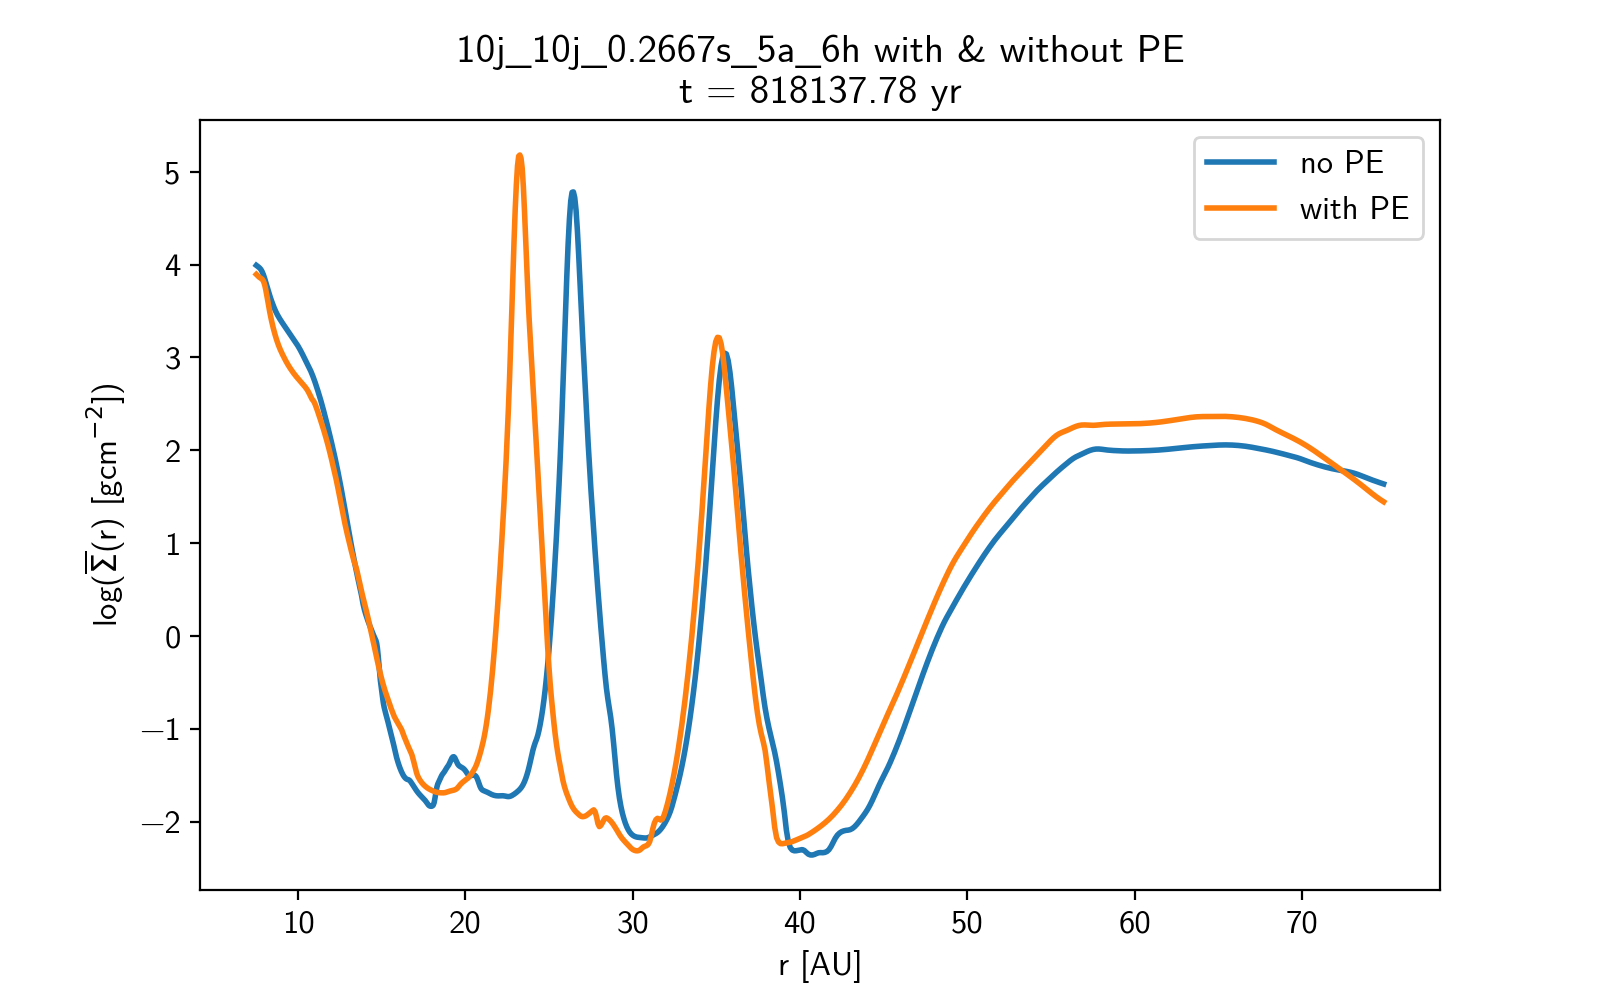 10j_10j_0.2667s_5a_6h with & without PE
t = 818137.78 yr
no PE
with PE
5
4
3
2
1
0
−1
−2
log(Σ̅(r) [gcm⁻²])
10 20 30 40 50 60 70
r [AU]